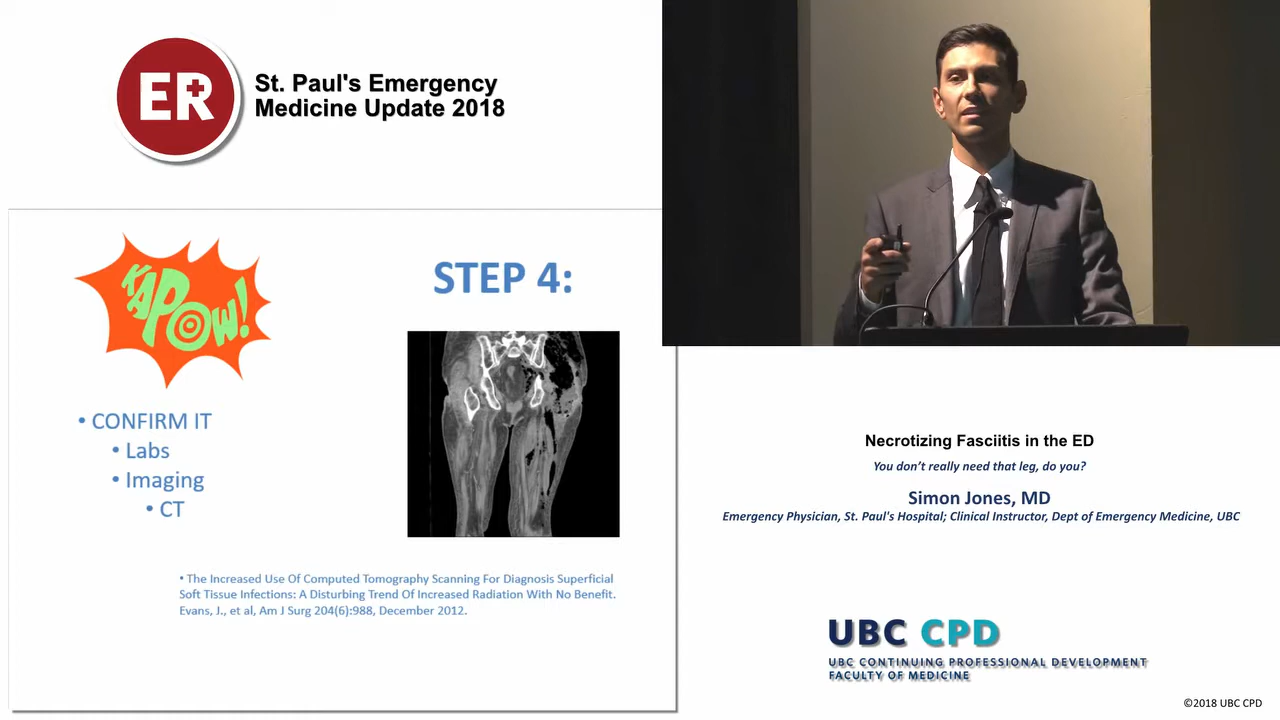 ER
St. Paul's Emergency
Medicine Update 2018
KAPOW!
STEP 4:
• CONFIRM IT
• Labs
• Imaging
• CT
• The Increased Use Of Computed Tomography Scanning For Diagnosis Superficial
Soft Tissue Infections: A Disturbing Trend Of Increased Radiation With No Benefit.
Evans, J., et al, Am J Surg 204(6):988, December 2012.
Necrotizing Fasciitis in the ED
You don't really need that leg, do you?
Simon Jones, MD
Emergency Physician, St. Paul's Hospital; Clinical Instructor, Dept of Emergency Medicine, UBC
UBC CPD
UBC CONTINUING PROFESSIONAL DEVELOPMENT
FACULTY OF MEDICINE
©2018 UBC CPD